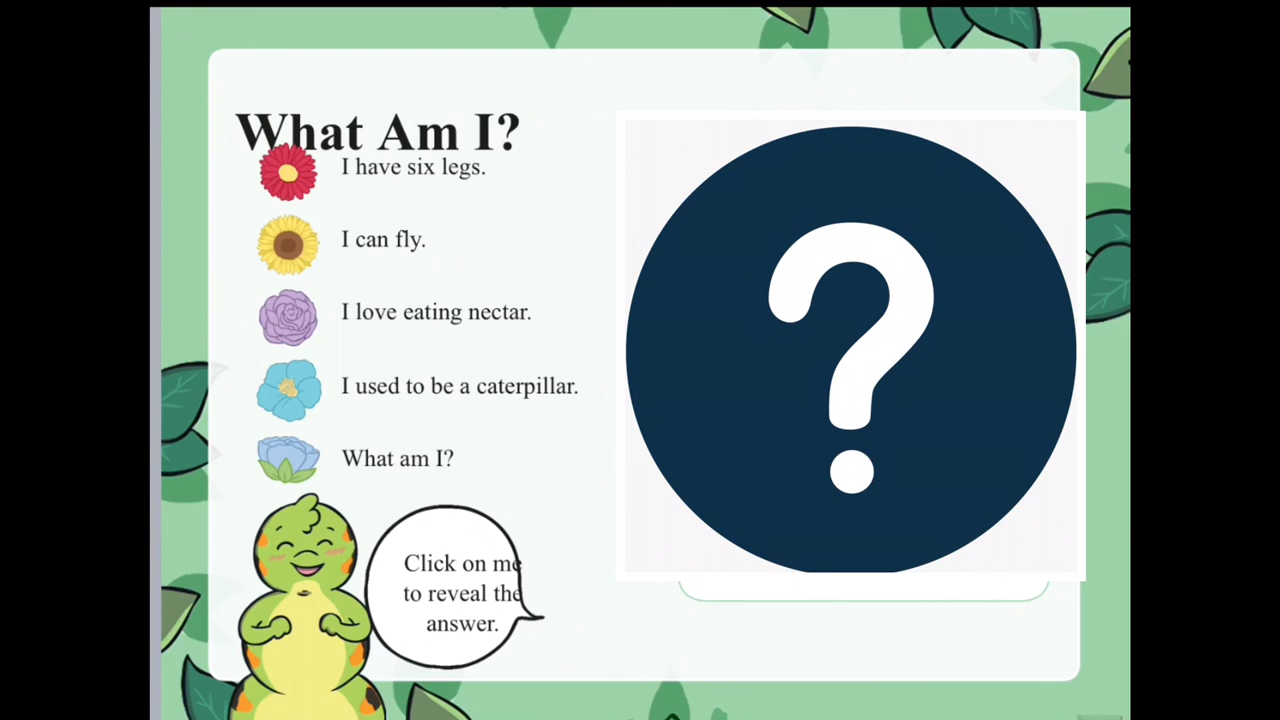 What Am I?
I have six legs.
I can fly.
I love eating nectar.
I used to be a caterpillar.
What am I?
Click on me
to reveal the
answer.
?